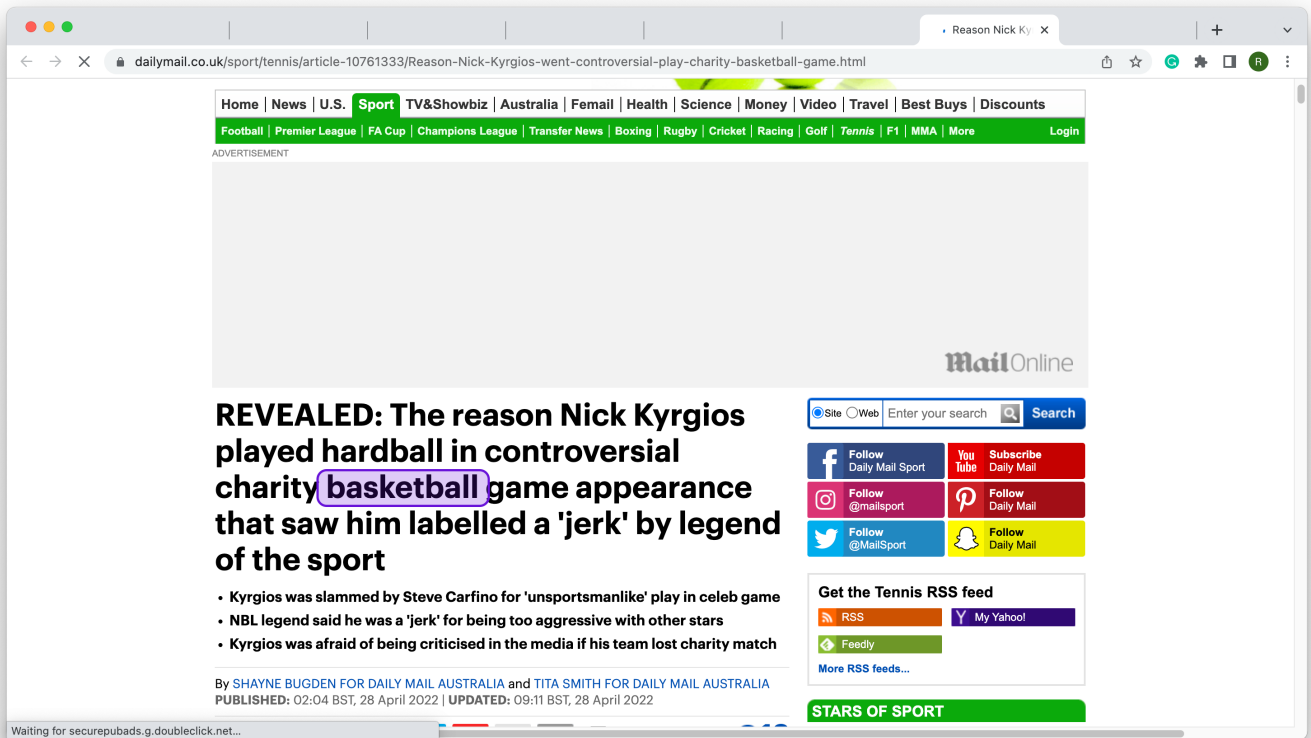 Reason Nick Ky
dailymail.co.uk/sport/tennis/article-10761333/Reason-Nick-Kyrgios-went-controversial-play-charity-basketball-game.html
R
Home | News | U.S. | Sport | TV&Showbiz | Australia | Femail | Health | Science | Money | Video | Travel | Best Buys | Discounts
Football | Premier League | FA Cup | Champions League | Transfer News | Boxing | Rugby | Cricket | Racing | Golf | Tennis | F1 | MMA | More Login
ADVERTISEMENT
Mail Online
REVEALED: The reason Nick Kyrgios
played hardball in controversial
charity basketball game appearance
that saw him labelled a 'jerk' by legend
of the sport
• Kyrgios was slammed by Steve Carfino for 'unsportsmanlike' play in celeb game
• NBL legend said he was a 'jerk' for being too aggressive with other stars
• Kyrgios was afraid of being criticised in the media if his team lost charity match
By SHAYNE BUGDEN FOR DAILY MAIL AUSTRALIA and TITA SMITH FOR DAILY MAIL AUSTRALIA
PUBLISHED: 02:04 BST, 28 April 2022 | UPDATED: 09:11 BST, 28 April 2022
Site Web Enter your search Search
Follow
Daily Mail Sport
You Tube
Subscribe
Daily Mail
Follow
@mailsport
Follow
Daily Mail
Follow
@MailSport
Follow
Daily Mail
Get the Tennis RSS feed
RSS
My Yahoo!
Feedly
More RSS feeds...
STARS OF SPORT
Waiting for securepubads.g.doubleclick.net...